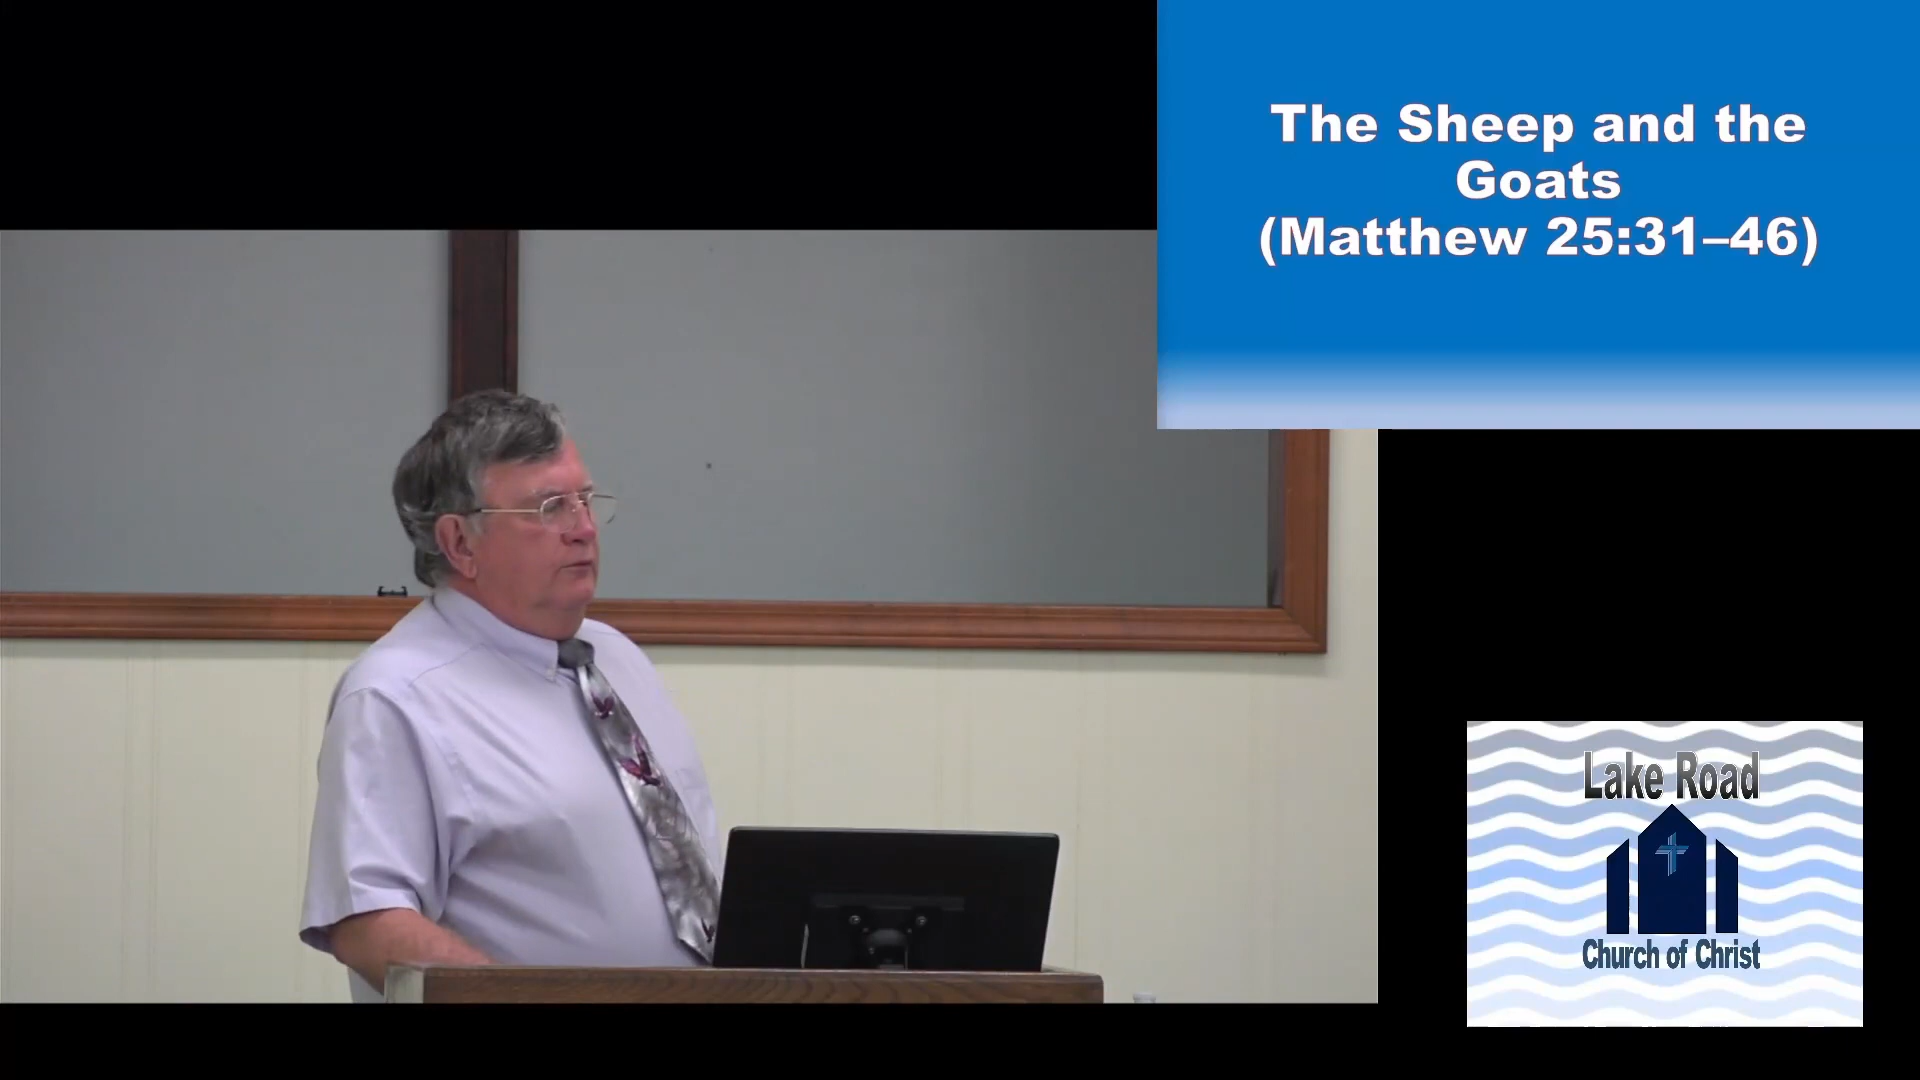 The Sheep and the
Goats
(Matthew 25:31–46)
Lake Road
Church of Christ